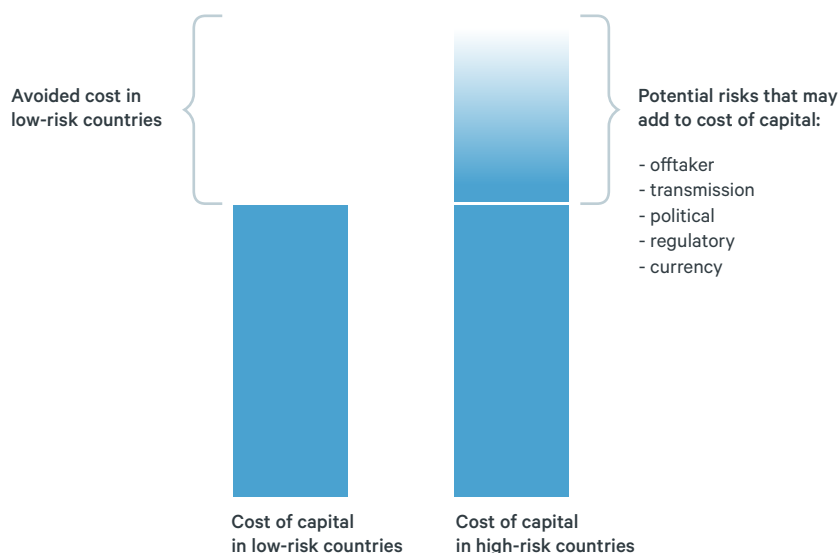 Avoided cost in
low-risk countries
Potential risks that may
add to cost of capital:
- offtaker
- transmission
- political
- regulatory
- currency
Cost of capital
in low-risk countries
Cost of capital
in high-risk countries